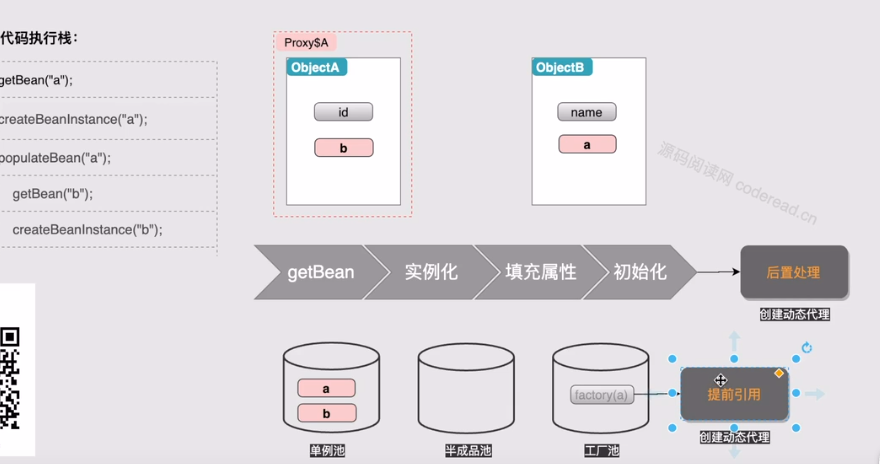 代码执行栈：
getBean("a");
createBeanInstance("a");
populateBean("a");
getBean("b");
createBeanInstance("b");
Proxy$A
ObjectA
id
b
ObjectB
name
a
源码阅读网 coderead.cn
getBean
实例化
填充属性
初始化
后置处理
创建动态代理
a
b
单例池
半成品池
factory(a)
工厂池
提前引用
创建动态代理